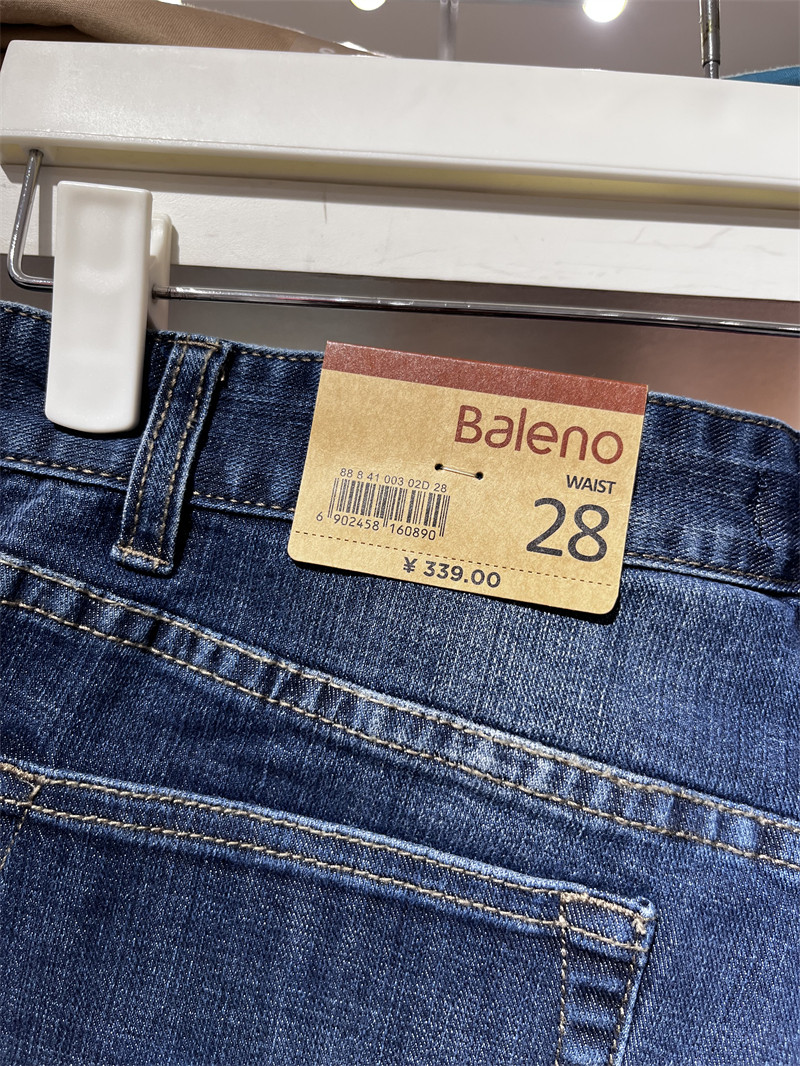 Baleno
WAIST
28
88 8 41 003 02D 28
6 902458 160890
¥ 339.00